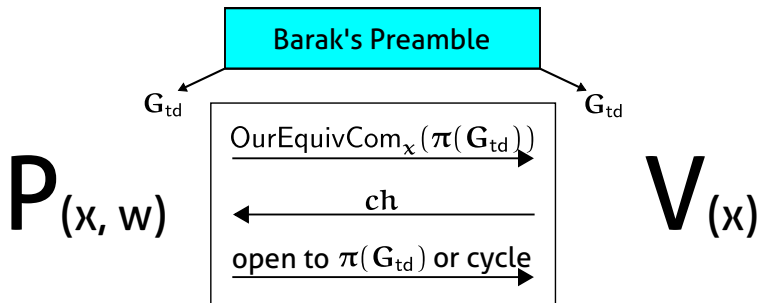 Barak's Preamble
G_td G_td
OurEquivCom_x(π(G_td))
P(x, w) ch V(x)
open to π(G_td) or cycle